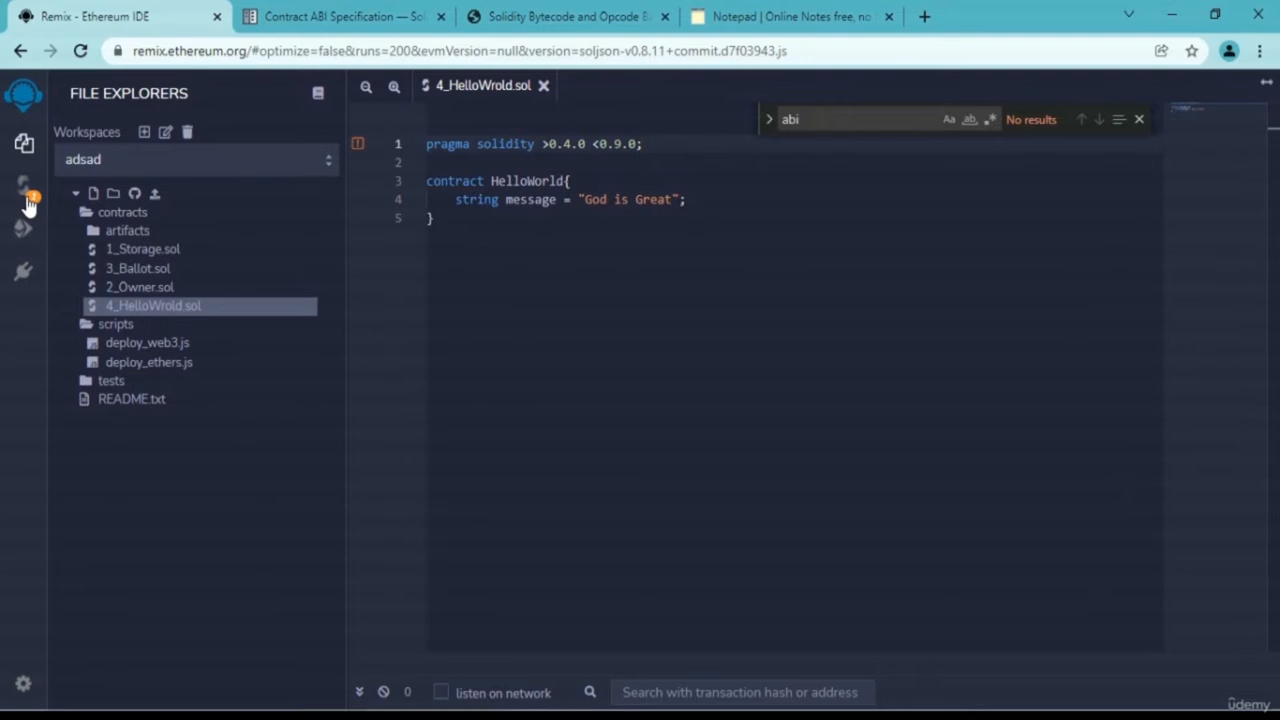 Remix - Ethereum IDE
Contract ABI Specification — Sol
Solidity Bytecode and Opcode B
Notepad | Online Notes free, no
remix.ethereum.org/#optimize=false&runs=200&evmVersion=null&version=soljson-v0.8.11+commit.d7f03943.js
FILE EXPLORERS
4_HelloWrold.sol
Workspaces
abi
Aa
ab
No results
adsad
contracts
artifacts
1_Storage.sol
3_Ballot.sol
2_Owner.sol
4_HelloWrold.sol
scripts
deploy_web3.js
deploy_ethers.js
tests
README.txt
1 pragma solidity >0.4.0 <0.9.0;
2
3 contract HelloWorld{
4 string message = "God is Great";
5 }
0
listen on network
Search with transaction hash or address
ûdemy